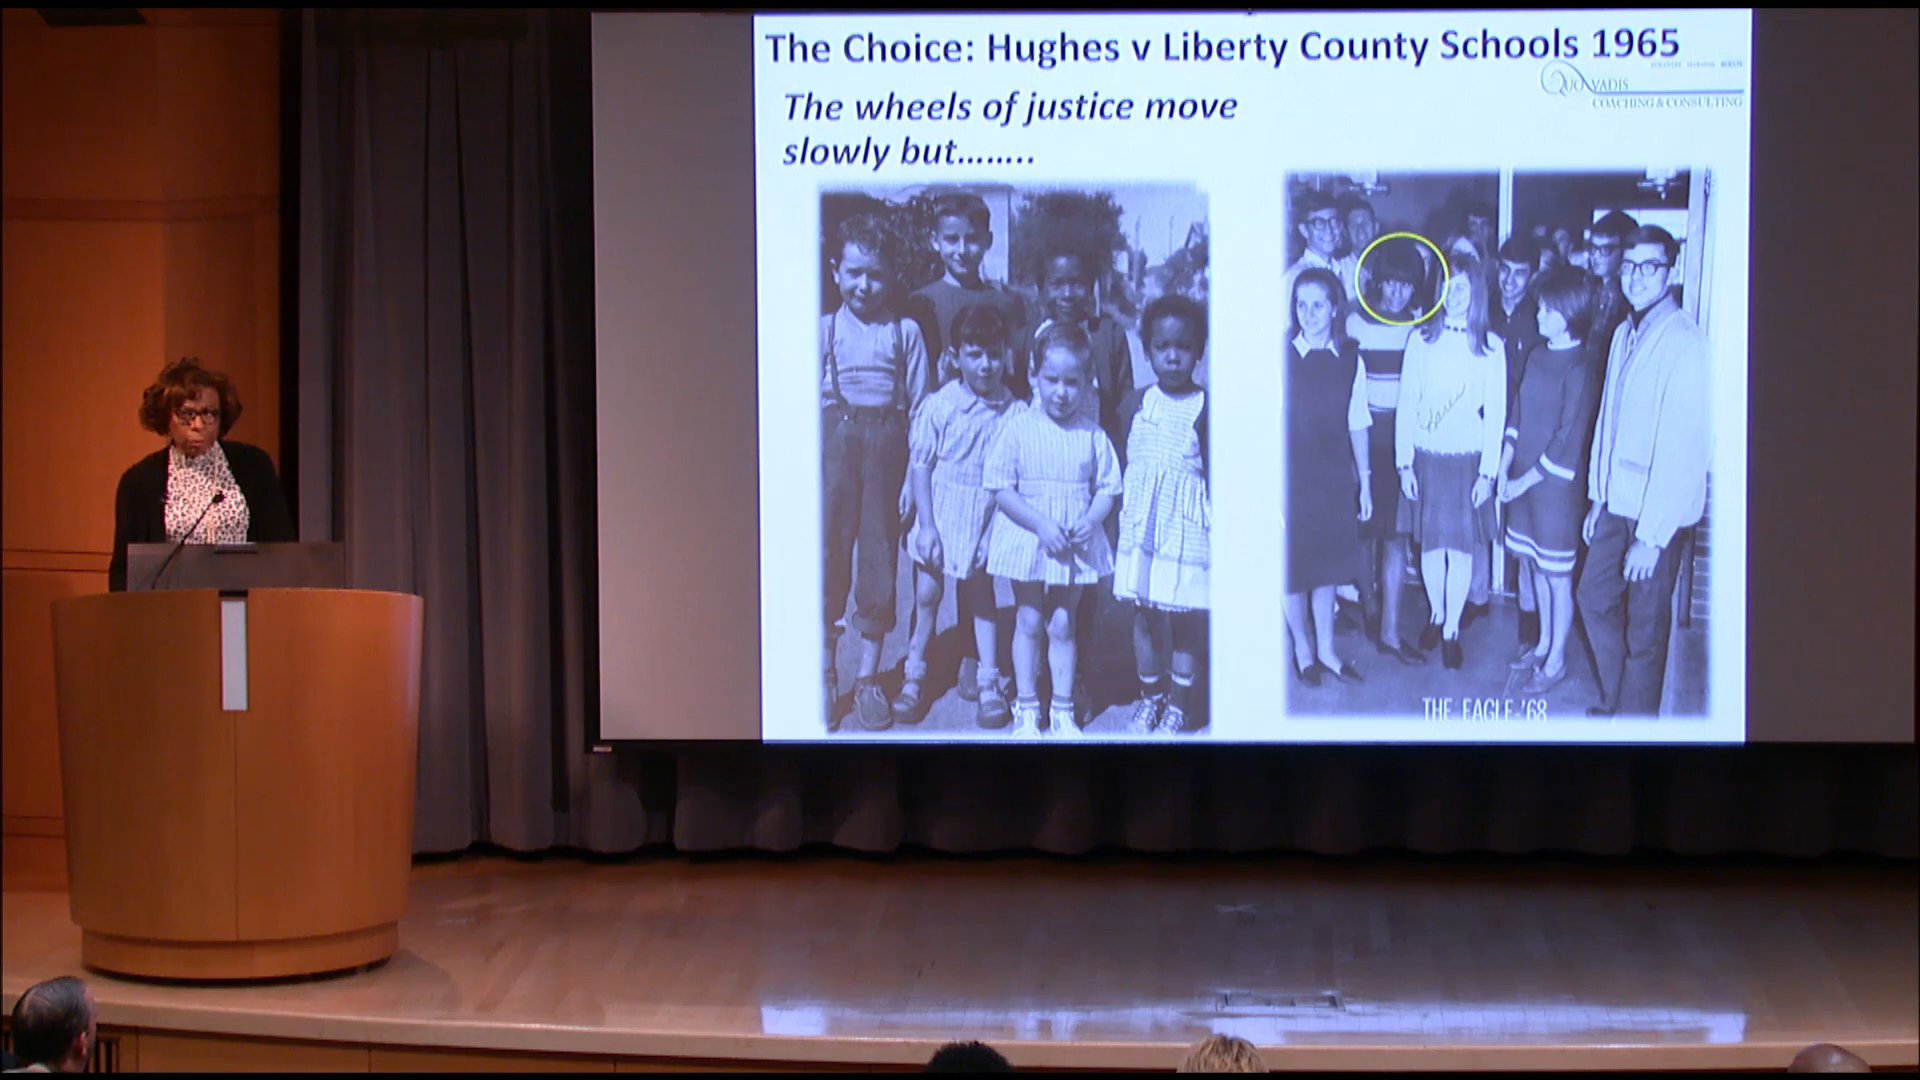 The Choice: Hughes v Liberty County Schools 1965
QUO VADIS
COACHING & CONSULTING
The wheels of justice move
slowly but........
THE EAGLE-'68